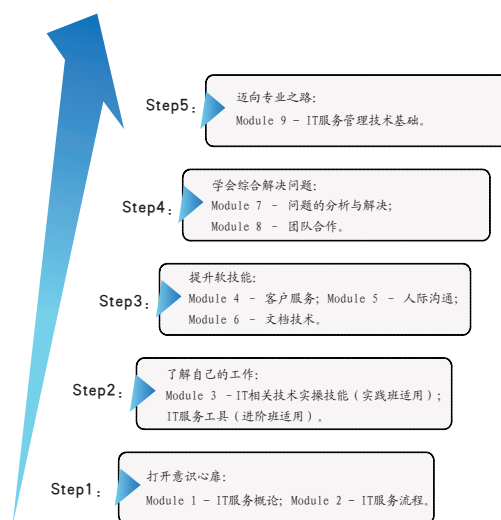 Step5：
迈向专业之路:
Module 9 - IT服务管理技术基础。
Step4：
学会综合解决问题:
Module 7 - 问题的分析与解决;
Module 8 - 团队合作。
Step3：
提升软技能:
Module 4 - 客户服务; Module 5 - 人际沟通;
Module 6 - 文档技术。
Step2：
了解自己的工作:
Module 3 -IT相关技术实操技能（实践班适用）;
IT服务工具（进阶班适用）。
Step1：
打开意识心扉:
Module 1 - IT服务概论; Module 2 - IT服务流程。